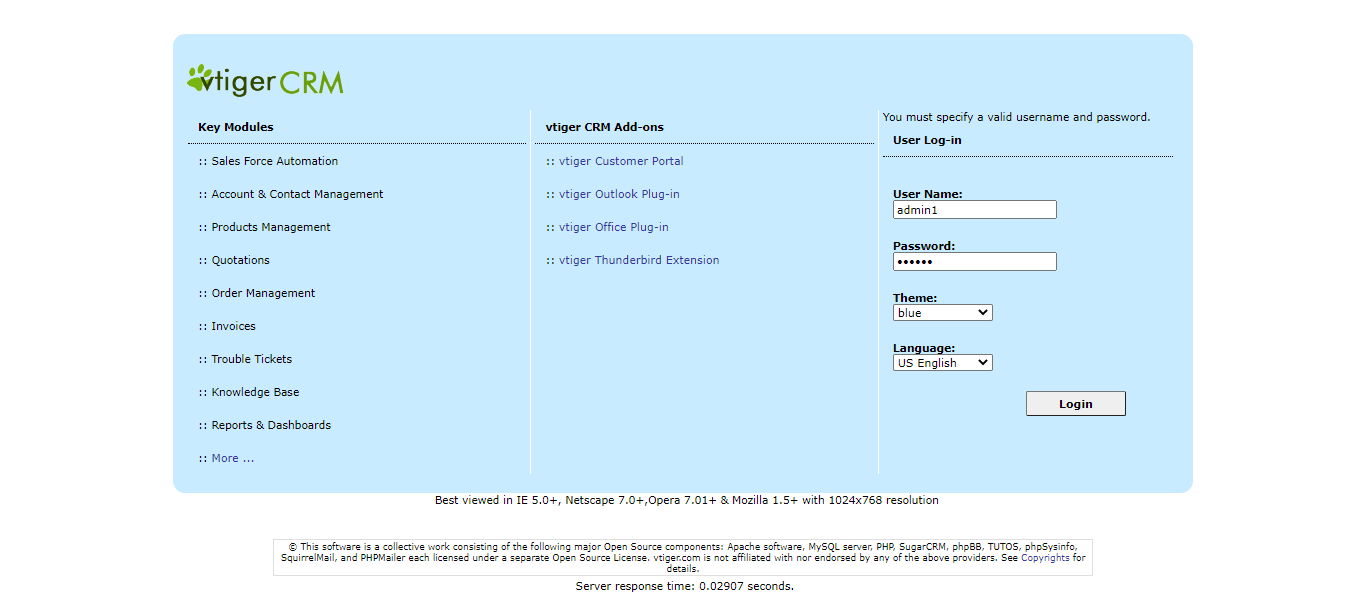 vtiger CRM
Key Modules
:: Sales Force Automation
:: Account & Contact Management
:: Products Management
:: Quotations
:: Order Management
:: Invoices
:: Trouble Tickets
:: Knowledge Base
:: Reports & Dashboards
:: More ...
vtiger CRM Add-ons
:: vtiger Customer Portal
:: vtiger Outlook Plug-in
:: vtiger Office Plug-in
:: vtiger Thunderbird Extension
You must specify a valid username and password.
User Log-in
User Name:
admin1
Password:
••••••
Theme:
blue
Language:
US English
Login
Best viewed in IE 5.0+, Netscape 7.0+,Opera 7.01+ & Mozilla 1.5+ with 1024x768 resolution
© This software is a collective work consisting of the following major Open Source components: Apache software, MySQL server, PHP, SugarCRM, phpBB, TUTOS, phpSysinfo,
SquirrelMail, and PHPMailer each licensed under a separate Open Source License. vtiger.com is not affiliated with nor endorsed by any of the above providers. See Copyrights for
details.
Server response time: 0.02907 seconds.